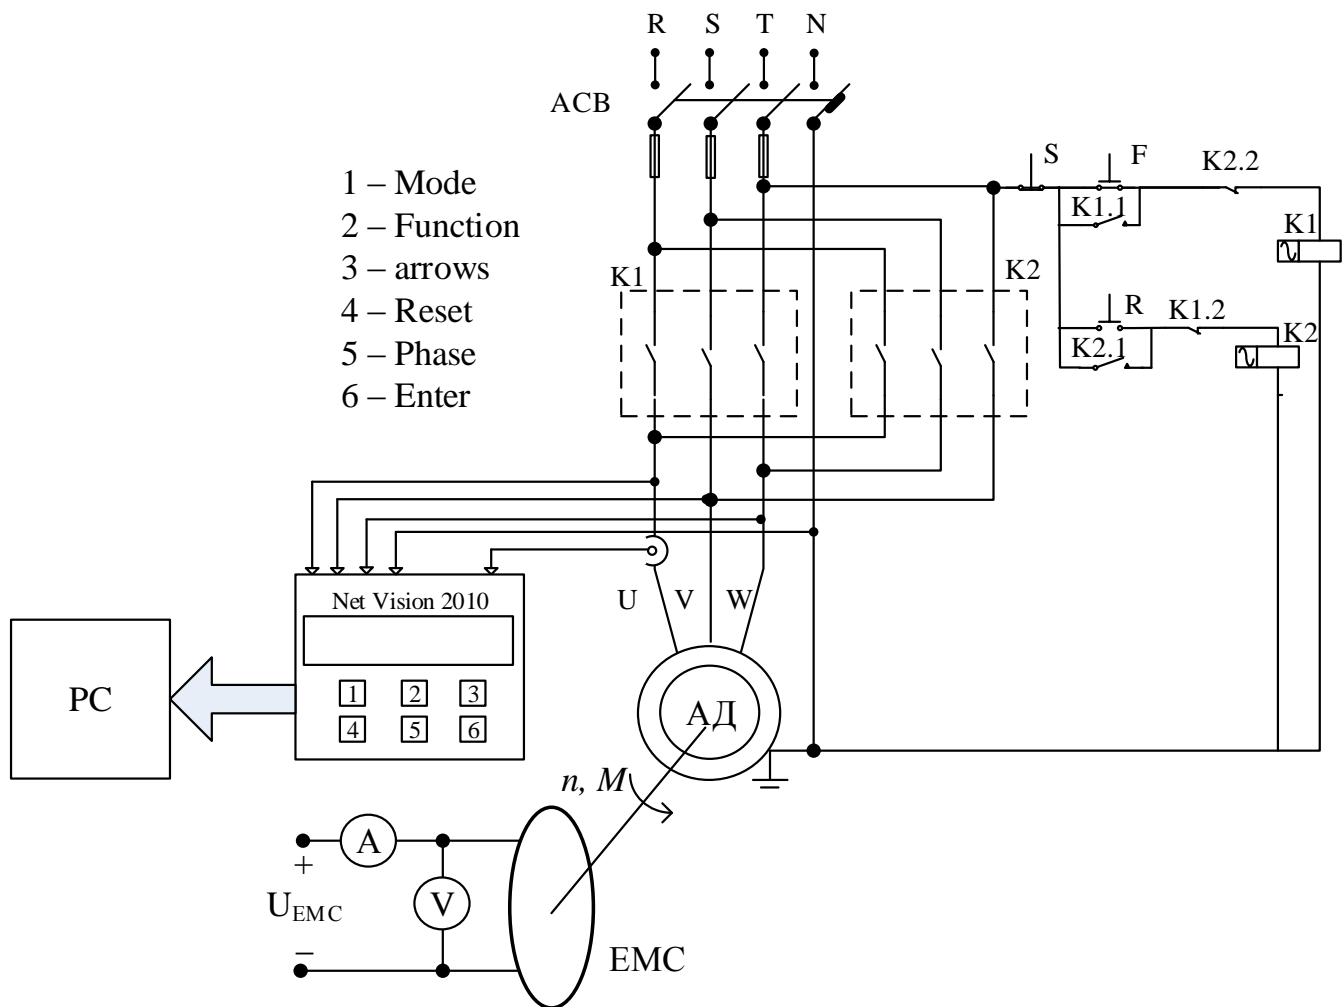 R S T N
ACB
S F K2.2
K1.1
K1
K1 K2
R K1.2
K2.1 K2
1 – Mode
2 – Function
3 – arrows
4 – Reset
5 – Phase
6 – Enter
U V W
Net Vision 2010
PC
1 2 3
4 5 6
АД
n, M
A
+
V
U EMC
–
EMC